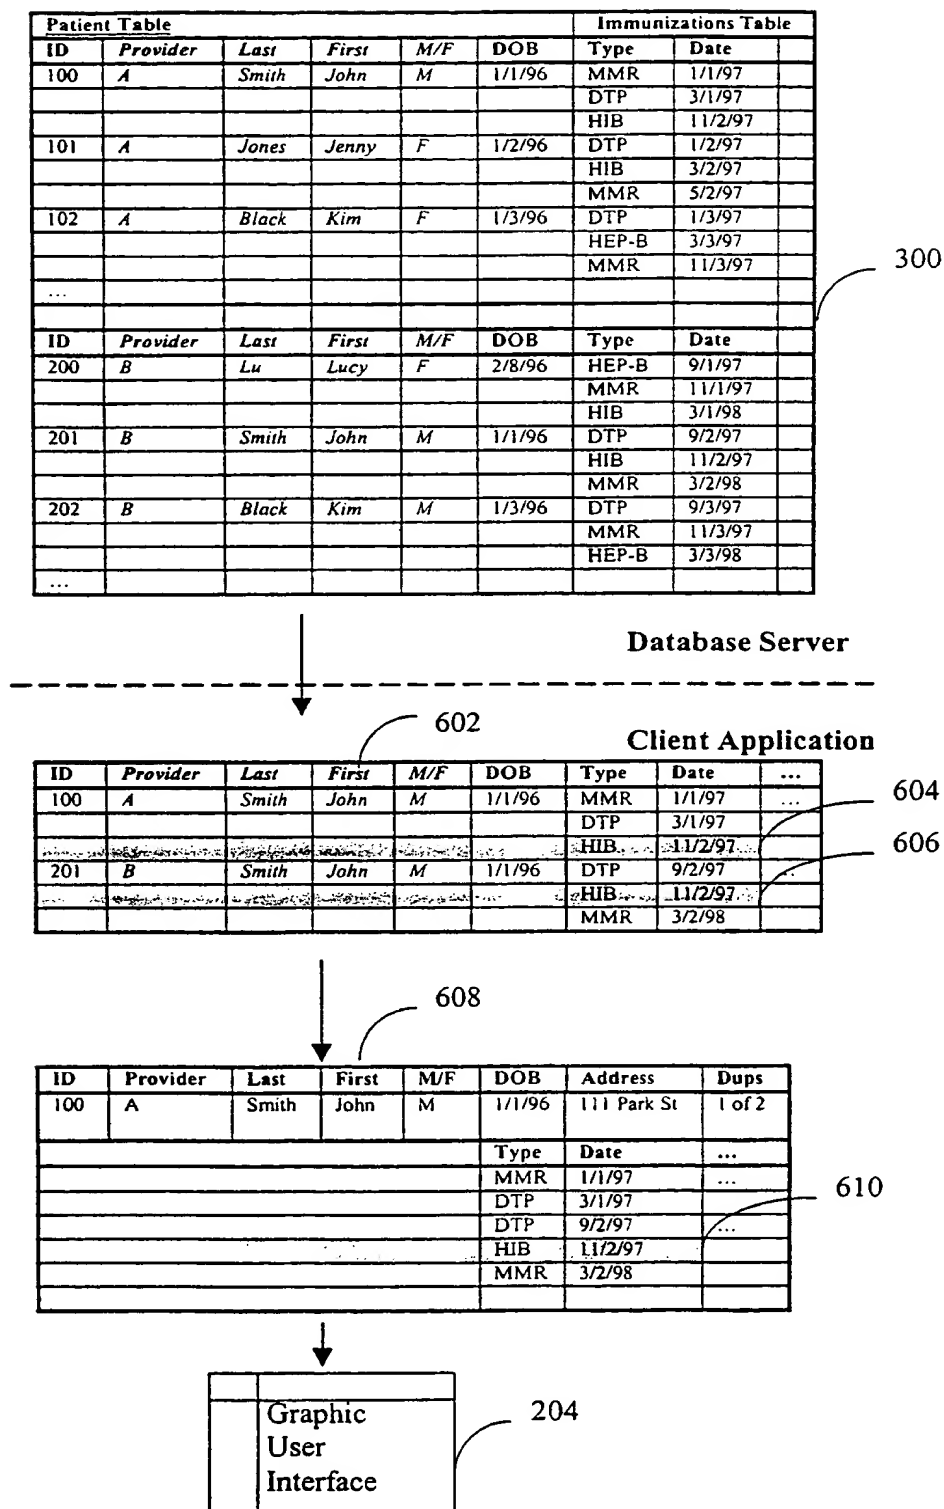 Patient Table Immunizations Table
ID Provider Last First M/F DOB Type Date
100 A Smith John M 1/1/96 MMR 1/1/97
DTP 3/1/97
HIB 11/2/97
101 A Jones Jenny F 1/2/96 DTP 1/2/97
HIB 3/2/97
MMR 5/2/97
102 A Black Kim F 1/3/96 DTP 1/3/97
HEP-B 3/3/97
MMR 11/3/97
300
...
ID Provider Last First M/F DOB Type Date
200 B Lu Lucy F 2/8/96 HEP-B 9/1/97
MMR 11/1/97
HIB 3/1/98
201 B Smith John M 1/1/96 DTP 9/2/97
HIB 11/2/97
MMR 3/2/98
202 B Black Kim M 1/3/96 DTP 9/3/97
MMR 11/3/97
HEP-B 3/3/98
...
Database Server
602
Client Application
ID Provider Last First M/F DOB Type Date ...
100 A Smith John M 1/1/96 MMR 1/1/97 ...
604
DTP 3/1/97
HIB 11/2/97
606
201 B Smith John M 1/1/96 DTP 9/2/97 ...
HIB 11/2/97
MMR 3/2/98
608
ID Provider Last First M/F DOB Address Dups
100 A Smith John M 1/1/96 111 Park St 1 of 2
Type Date ...
MMR 1/1/97 ...
DTP 3/1/97
610
DTP 9/2/97 ...
HIB 11/2/97
MMR 3/2/98
Graphic
204
User
Interface